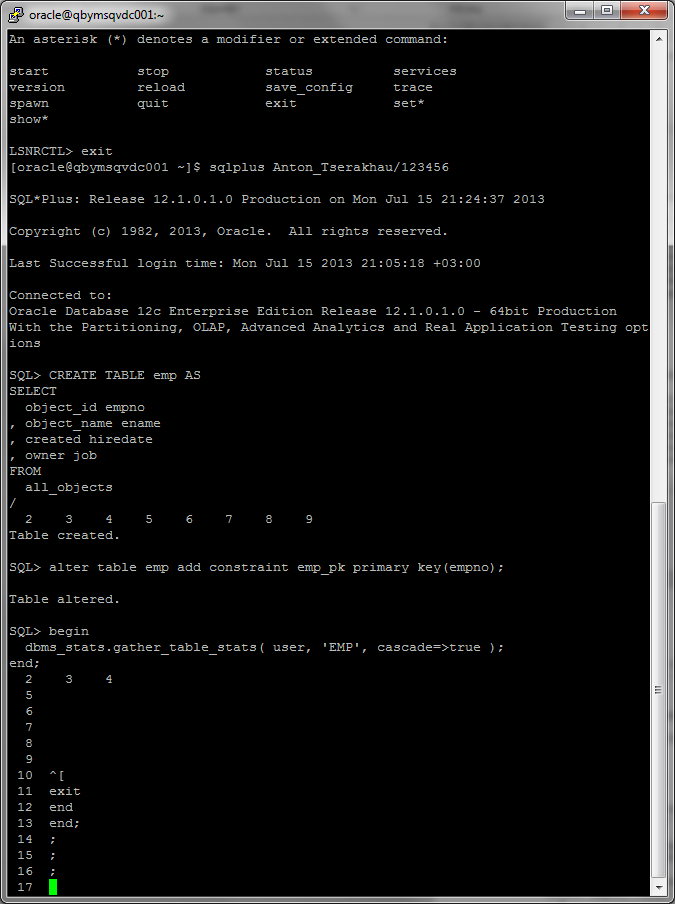 oracle@qbymsqvdc001:~
An asterisk (*) denotes a modifier or extended command:
start stop status services
version reload save_config trace
spawn quit exit set*
show*
LSNRCTL> exit
[oracle@qbymsqvdc001 ~]$ sqlplus Anton_Tserakhau/123456
SQL*Plus: Release 12.1.0.1.0 Production on Mon Jul 15 21:24:37 2013
Copyright (c) 1982, 2013, Oracle.  All rights reserved.
Last Successful login time: Mon Jul 15 2013 21:05:18 +03:00
Connected to:
Oracle Database 12c Enterprise Edition Release 12.1.0.1.0 - 64bit Production
With the Partitioning, OLAP, Advanced Analytics and Real Application Testing opt
ions
SQL> CREATE TABLE emp AS
SELECT
  object_id empno
, object_name ename
, created hiredate
, owner job
FROM
  all_objects
/
  2    3    4    5    6    7    8    9
Table created.
SQL> alter table emp add constraint emp_pk primary key(empno);
Table altered.
SQL> begin
  dbms_stats.gather_table_stats( user, 'EMP', cascade=>true );
end;
  2    3    4
  5
  6
  7
  8
  9
 10  ^[
 11  exit
 12  end
 13  end;
 14  ;
 15  ;
 16  ;
 17